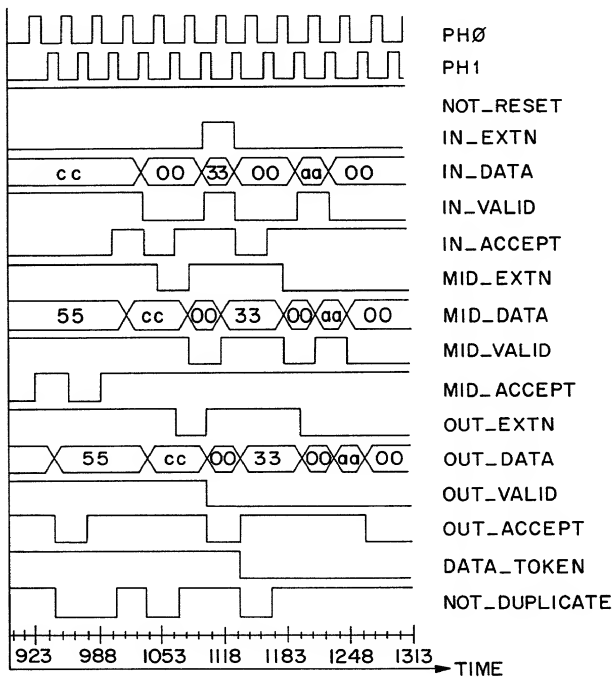 PHØ
PH1
NOT_RESET
IN_EXTN
cc 00 33 00 aa 00 IN_DATA
IN_VALID
IN_ACCEPT
MID_EXTN
55 cc 00 33 00 aa 00 MID_DATA
MID_VALID
MID_ACCEPT
OUT_EXTN
55 cc 00 33 00 aa 00 OUT_DATA
OUT_VALID
OUT_ACCEPT
DATA_TOKEN
NOT_DUPLICATE
923 988 1053 1118 1183 1248 1313
TIME